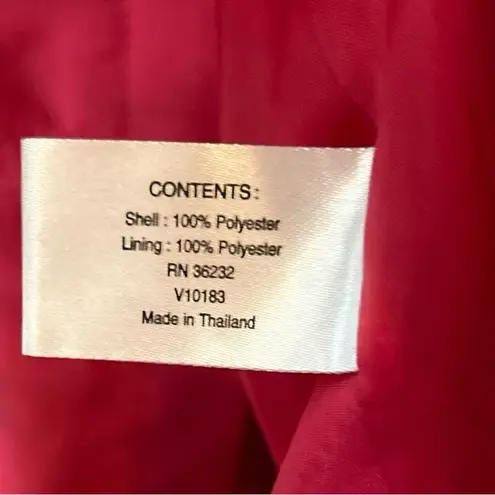 CONTENTS:
Shell : 100% Polyester
Lining : 100% Polyester
RN 36232
V10183
Made in Thailand